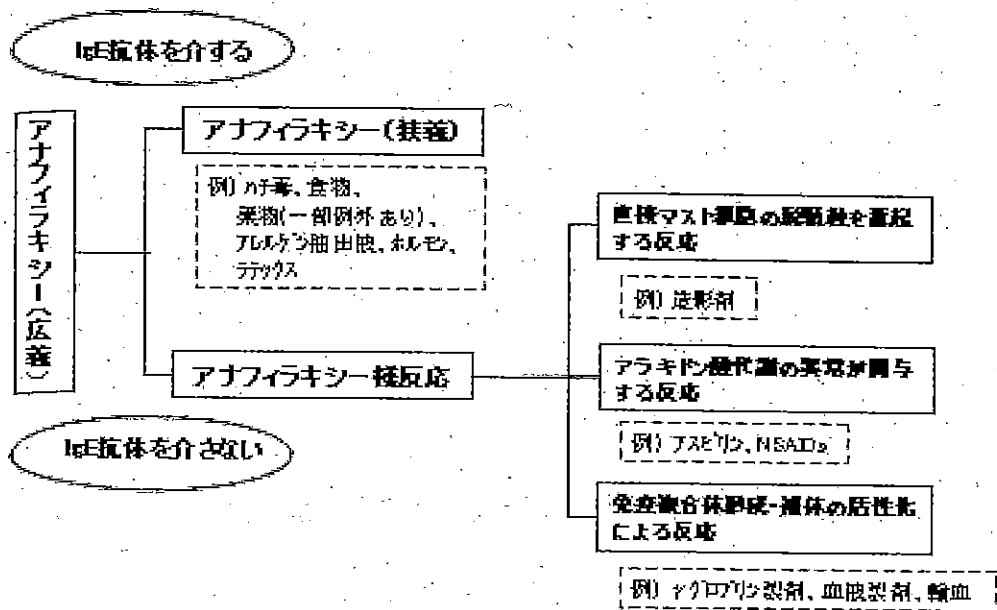 IgE抗体を介する
アナフィラキシー(広義)
アナフィラキシー(狭義)
例) ハチ毒、食物、
薬物(一部例外あり)、
アレルゲン抽出液、ホルモン、
ラテックス
アナフィラキシー様反応
IgE抗体を介さない
直接マスト細胞の脱顆粒を惹起
する反応
例) 造影剤
アラキドン酸代謝の異常が関与
する反応
例) アスピリン、NSAIDs
免疫複合体・補体の活性化
による反応
例) グロブリン製剤、血液製剤、輸血